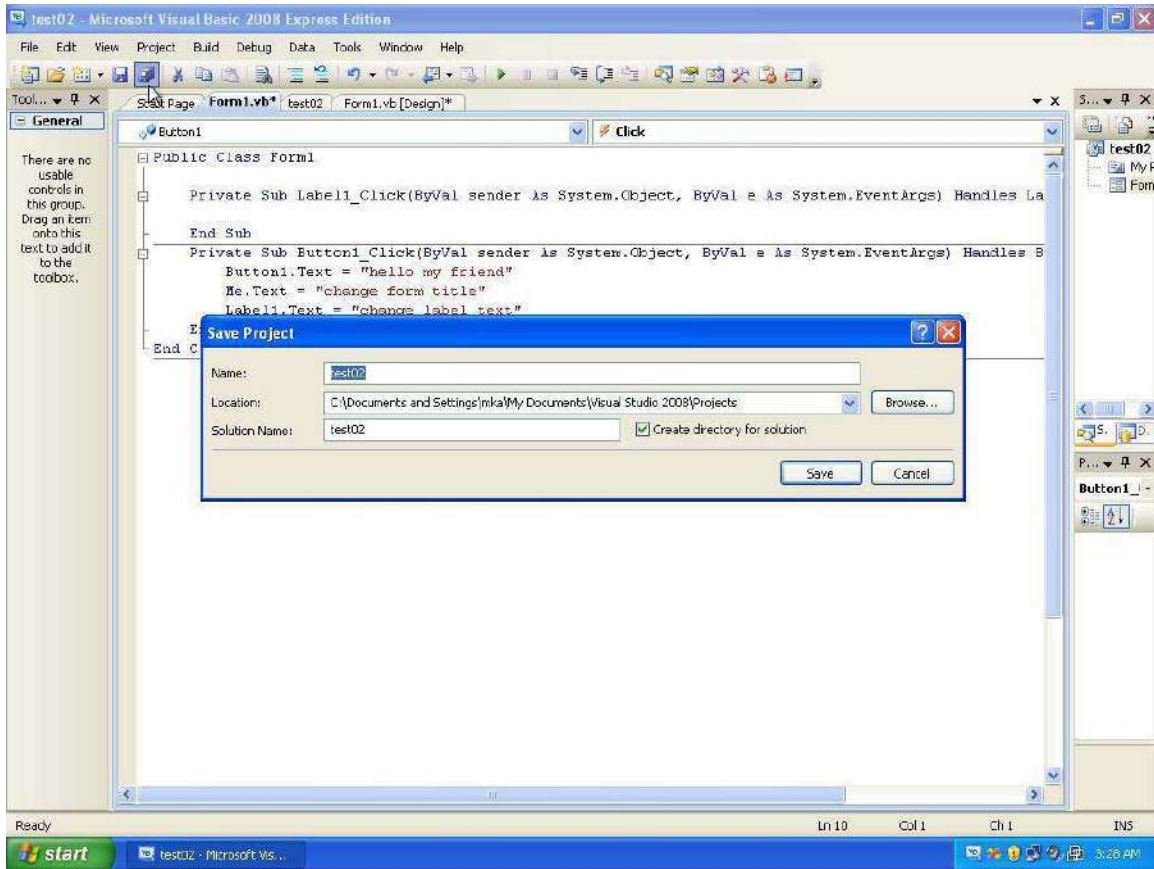 test02 - Microsoft Visual Basic 2008 Express Edition
File Edit View Project Build Debug Data Tools Window Help
Tool...
Start Page Form1.vb* test02 Form1.vb [Design]*
S...
General
Button1
Click
There are no
usable
controls in
this group.
Drag an item
onto this
text to add it
to the
toolbox.
Public Class Form1
Private Sub Label1_Click(ByVal sender As System.Object, ByVal e As System.EventArgs) Handles La
End Sub
Private Sub Button1_Click(ByVal sender As System.Object, ByVal e As System.EventArgs) Handles B
Button1.Text = "hello my friend"
Me.Text = "change form title"
Label1.Text = "change label text"
E
End C
test02
My P
Forn
Save Project
Name:
test02
Location:
C:\Documents and Settings\mka\My Documents\Visual Studio 2008\Projects
Browse...
Solution Name:
test02
Create directory for solution
Save
Cancel
S. D.
P...
Button1_
Ready
Ln 10 Col 1 Ch 1 INS
start
test02 - Microsoft Vis...
3:26 AM